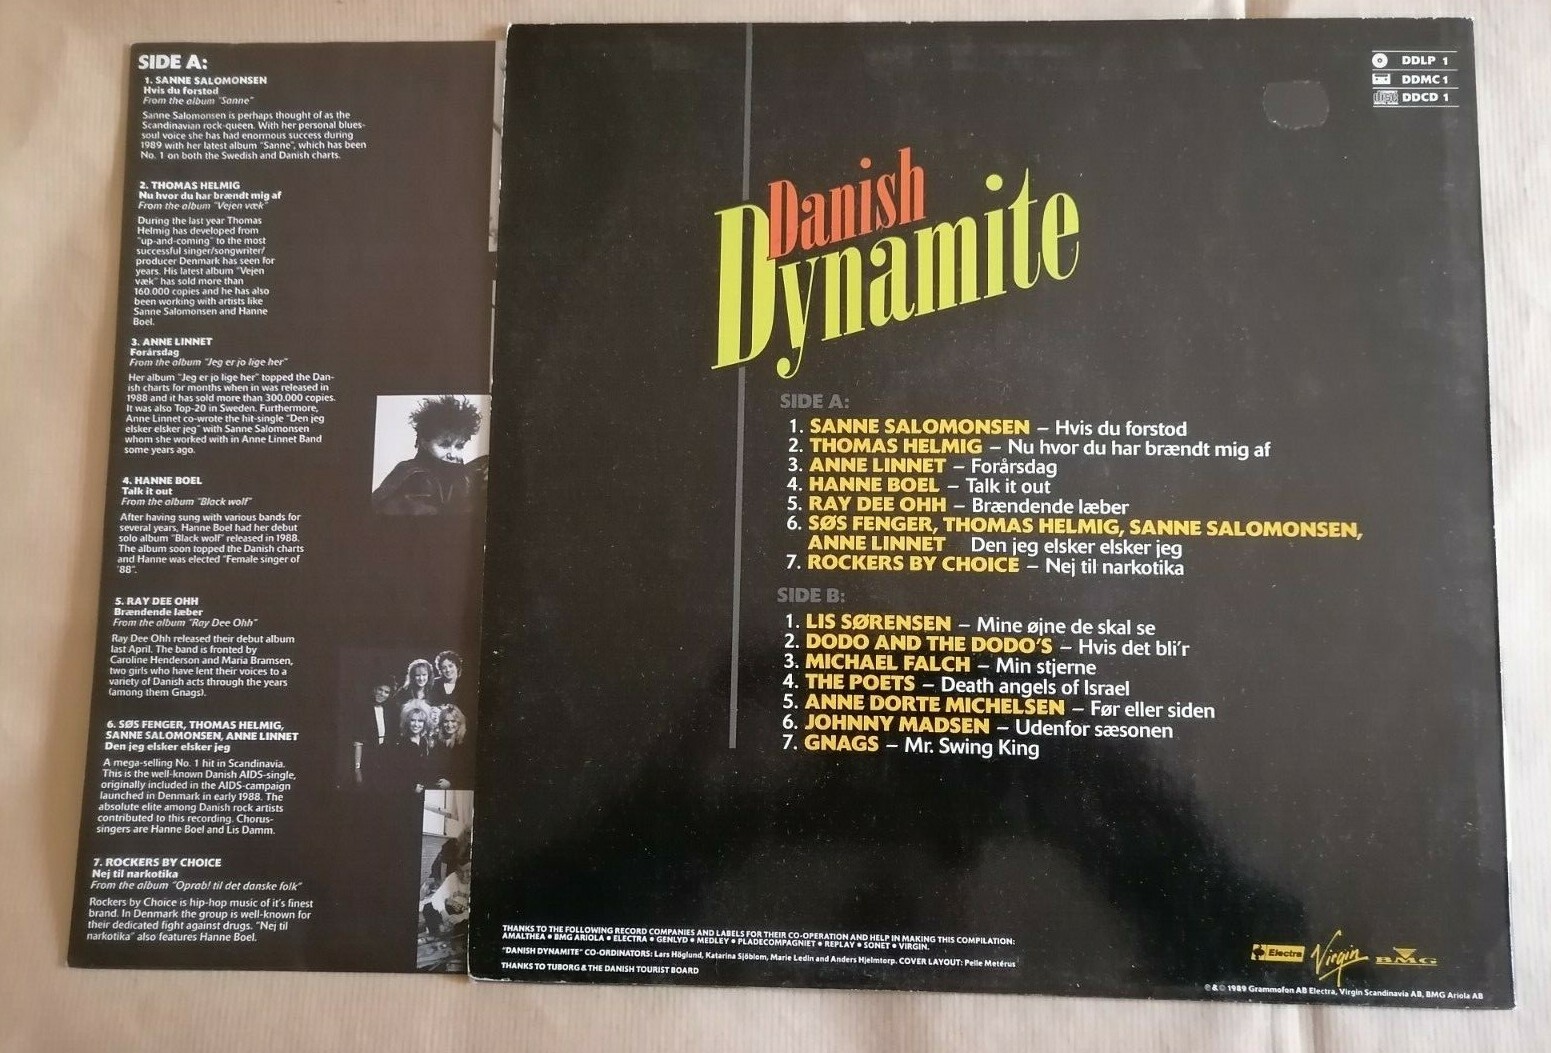 SIDE A:
1. SANNE SALOMONSEN
Hvis du forstod
From the album "Sanne"
Sanne Salomonsen is perhaps thought of as the
Scandinavian rock-queen. With her personal blues-
soul voice she has had enormous success during
1989 with her latest album "Sanne", which has been
No. 1 on both the Swedish and Danish charts.
2. THOMAS HELMIG
Nu hvor du har brændt mig af
From the album "Vejen væk"
During the last year Thomas
Helmig has developed from
"up-and-coming" to the most
successful singer/songwriter/
producer Denmark has seen for
years. His latest album "Vejen
væk" has sold more than
160.000 copies and he has also
been working with artists like
Sanne Salomonsen and Hanne
Boel.
3. ANNE LINNET
Forårsdag
From the album "Jeg er jo lige her"
Her album "Jeg er jo lige her" topped the Dan-
ish charts for months when in was released in
1988 and it has sold more than 300.000 copies.
It was also Top-20 in Sweden. Furthermore,
Anne Linnet co-wrote the hit-single "Den jeg
elsker elsker jeg" with Sanne Salomonsen
whom she worked with in Anne Linnet Band
some years ago.
4. HANNE BOEL
Talk it out
From the album "Black wolf"
After having sung with various bands for
several years, Hanne Boel had her debut
solo album "Black wolf" released in 1988.
The album soon topped the Danish charts
and Hanne was elected "Female singer of
'88".
5. RAY DEE OHH
Brændende læber
From the album "Ray Dee Ohh"
Ray Dee Ohh released their debut album
last April. The band is fronted by
Caroline Henderson and Maria Bramsen,
two girls who have lent their voices to a
variety of Danish acts through the years
(among them Gnags).
6. SØS FENGER, THOMAS HELMIG,
SANNE SALOMONSEN, ANNE LINNET
Den jeg elsker elsker jeg
A mega-selling No. 1 hit in Scandinavia.
This is the well-known Danish AIDS-single,
originally included in the AIDS-campaign
launched in Denmark in early 1988. The
absolute elite among Danish rock artists
contributed to this recording. Chorus-
singers are Hanne Boel and Lis Damm.
7. ROCKERS BY CHOICE
Nej til narkotika
From the album "Opråb! til det danske folk"
Rockers by Choice is hip-hop music of it's finest
brand. In Denmark the group is well-known for
their dedicated fight against drugs. "Nej til
narkotika" also features Hanne Boel.
DDLP 1
DDMC 1
DDCD 1
Danish
Dynamite
SIDE A:
1. SANNE SALOMONSEN – Hvis du forstod
2. THOMAS HELMIG – Nu hvor du har brændt mig af
3. ANNE LINNET – Forårsdag
4. HANNE BOEL – Talk it out
5. RAY DEE OHH – Brændende læber
6. SØS FENGER, THOMAS HELMIG, SANNE SALOMONSEN,
ANNE LINNET Den jeg elsker elsker jeg
7. ROCKERS BY CHOICE – Nej til narkotika
SIDE B:
1. LIS SØRENSEN – Mine øjne de skal se
2. DODO AND THE DODO'S – Hvis det bli'r
3. MICHAEL FALCH – Min stjerne
4. THE POETS – Death angels of Israel
5. ANNE DORTE MICHELSEN – Før eller siden
6. JOHNNY MADSEN – Udenfor sæsonen
7. GNAGS – Mr. Swing King
THANKS TO THE FOLLOWING RECORD COMPANIES AND LABELS FOR THEIR CO-OPERATION AND HELP IN MAKING THIS COMPILATION:
AMALTHEA • BMG ARIOLA • ELECTRA • GENLYD • MEDLEY • PLADECOMPAGNIET • REPLAY • SONET • VIRGIN.
"DANISH DYNAMITE" CO-ORDINATORS: Lars Höglund, Katarina Sjöblom, Marie Ledin and Anders Hjelmtorp. COVER LAYOUT: Pelle Metérus
THANKS TO TUBORG & THE DANISH TOURIST BOARD
Electra
Virgin
BMG
℗ & © 1989 Grammofon AB Electra, Virgin Scandinavia AB, BMG Ariola AB